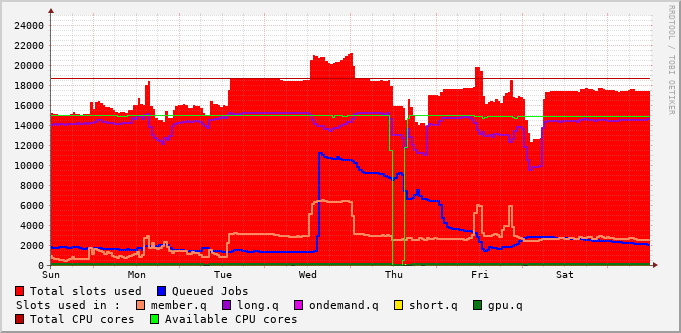 RRDTOOL / TOBI OETIKER
24000
22000
20000
18000
16000
14000
12000
10000
8000
6000
4000
2000
0
Sun Mon Tue Wed Thu Fri Sat
Total slots used Queued Jobs
Slots used in : member.q long.q ondemand.q short.q gpu.q
Total CPU cores Available CPU cores